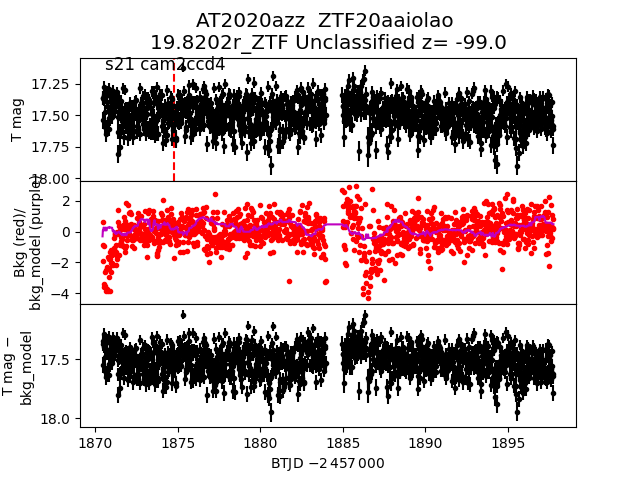 AT2020azz  ZTF20aaiolao
19.8202r_ZTF Unclassified z= -99.0
s21 cam2ccd4
17.25
17.50
17.75
18.00
T mag
2
0
−2
−4
Bkg (red)/
bkg_model (purple)
17.5
18.0
T mag −
bkg_model
1870 1875 1880 1885 1890 1895
BTJD −2 457 000